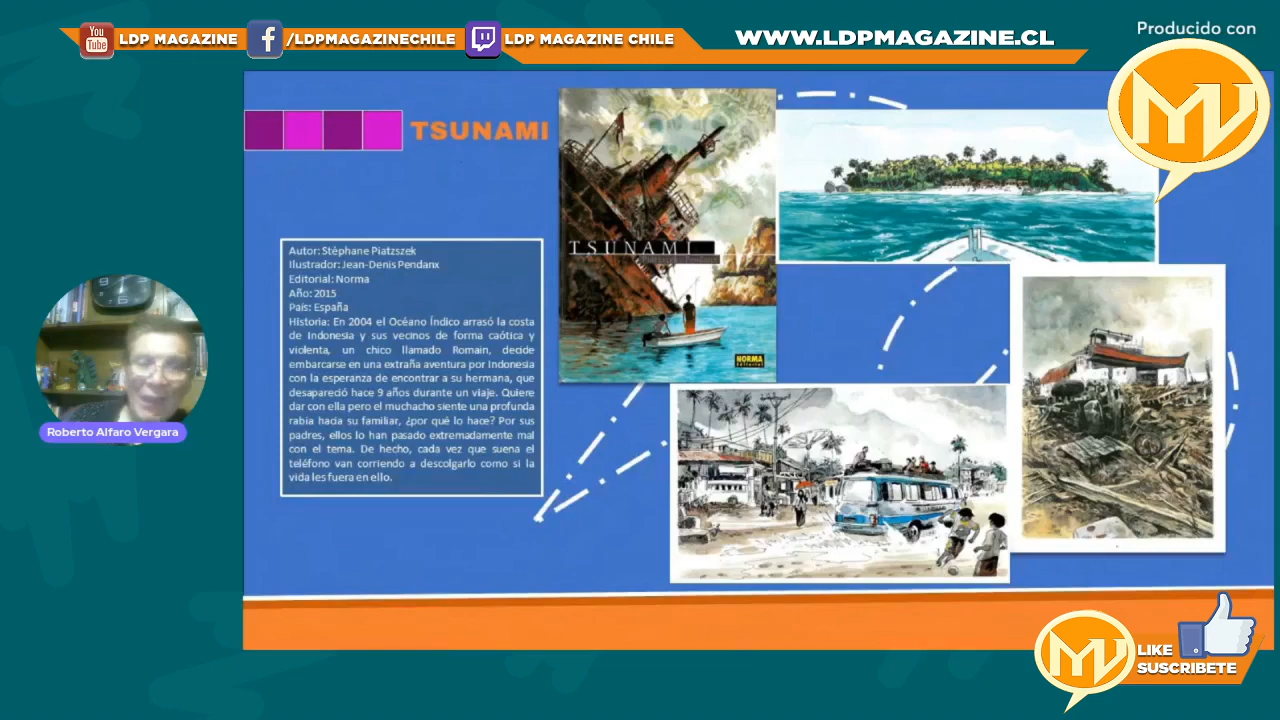 You
Tube
LDP MAGAZINE
/LDPMAGAZINECHILE
LDP MAGAZINE CHILE
WWW.LDPMAGAZINE.CL
Producido con
MV
TSUNAMI
TSUNAMI
NORMA
Editorial
Autor: Stéphane Piatzszek
Ilustrador: Jean-Denis Pendanx
Editorial: Norma
Año: 2015
País: España
Historia: En 2004 el Océano Índico arrasó la costa
de Indonesia y sus vecinos de forma caótica y
violenta, un chico llamado Romain, decide
embarcarse en una extraña aventura por Indonesia
con la esperanza de encontrar a su hermana, que
desapareció hace 9 años durante un viaje. Quiere
dar con ella pero el muchacho siente una profunda
rabia hacia su familiar, ¿por qué lo hace? Por sus
padres, ellos lo han pasado extremadamente mal
con el tema. De hecho, cada vez que suena el
teléfono van corriendo a descolgarlo como si la
vida les fuera en ello.
Roberto Alfaro Vergara
MV
LIKE
SUSCRIBETE